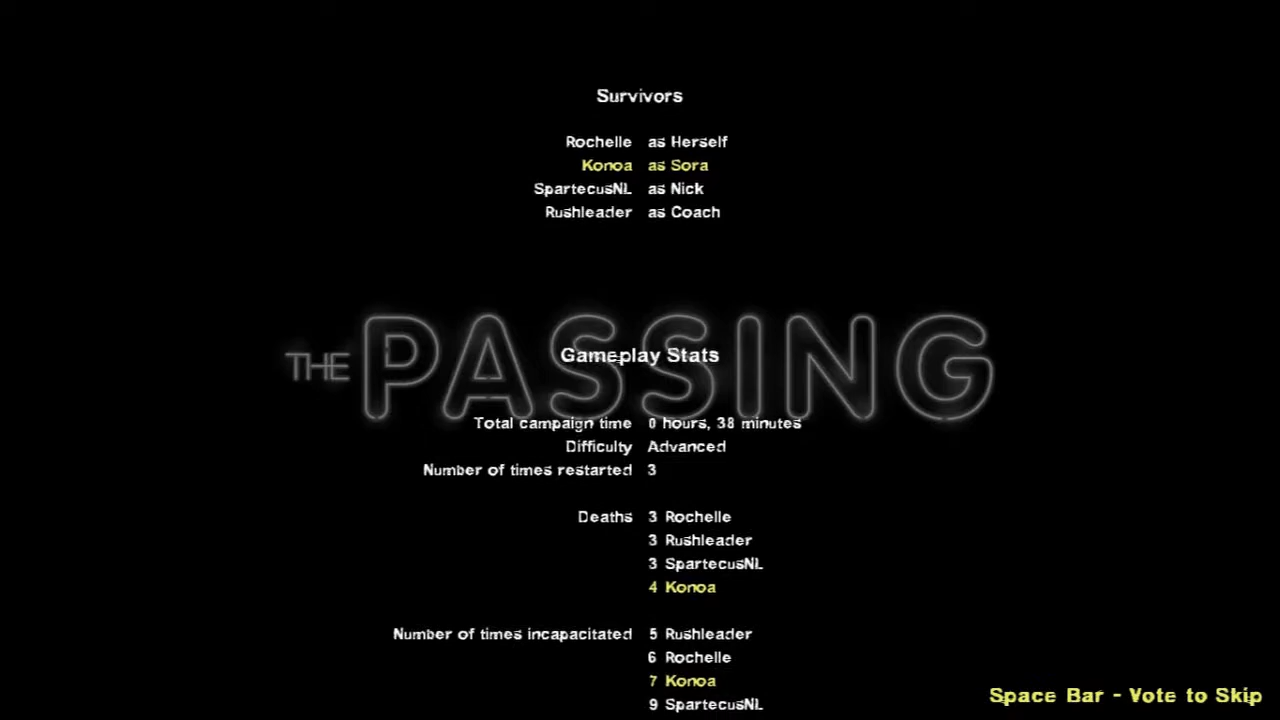 Survivors
Rochelle as Herself
Konoa as Sora
SpartecusNL as Nick
Rushleader as Coach
THE PASSING
Gameplay Stats
Total campaign time 0 hours, 38 minutes
Difficulty Advanced
Number of times restarted 3
Deaths 3 Rochelle
3 Rushleader
3 SpartecusNL
4 Konoa
Number of times incapacitated 5 Rushleader
6 Rochelle
7 Konoa
9 SpartecusNL
Space Bar - Vote to Skip